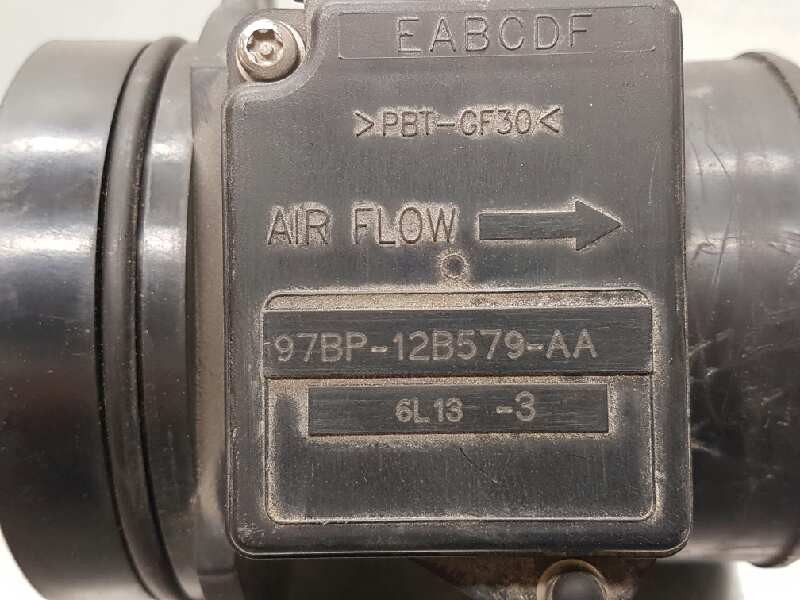 EABCDF
>PBT-GF30<
AIR FLOW
97BP-12B579-AA
6L13 -3